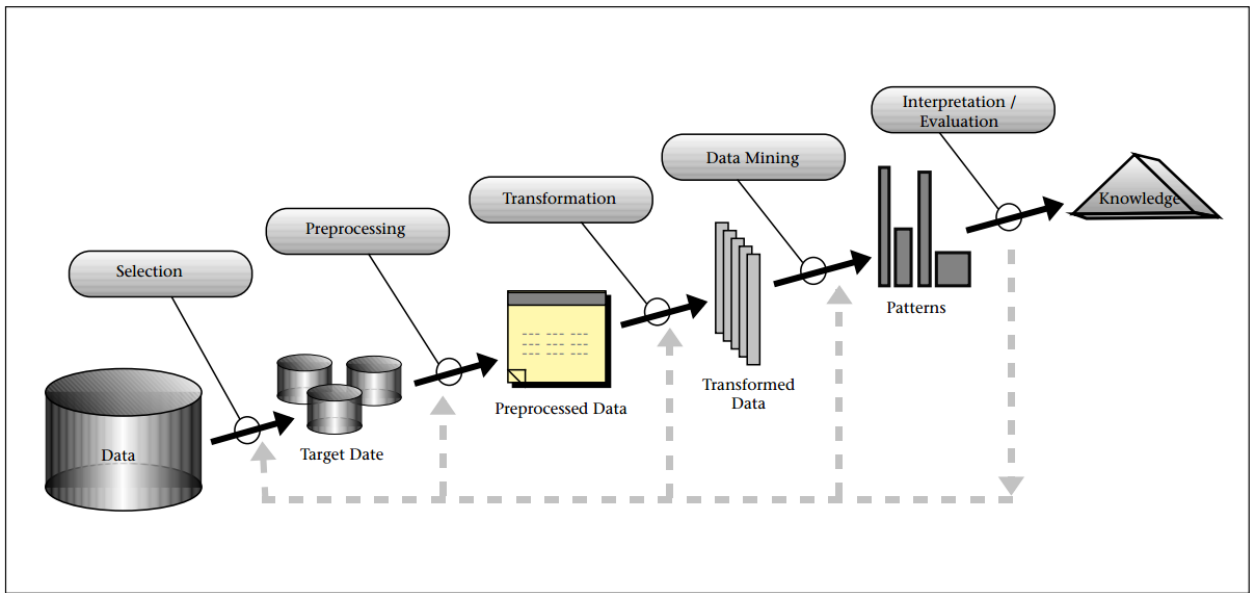 Interpretation /
Evaluation
Data Mining
Transformation
Preprocessing
Selection
Data
Target Date
Preprocessed Data
Transformed
Data
Patterns
Knowledge
--- --- ---
--- --- ---
--- --- ---